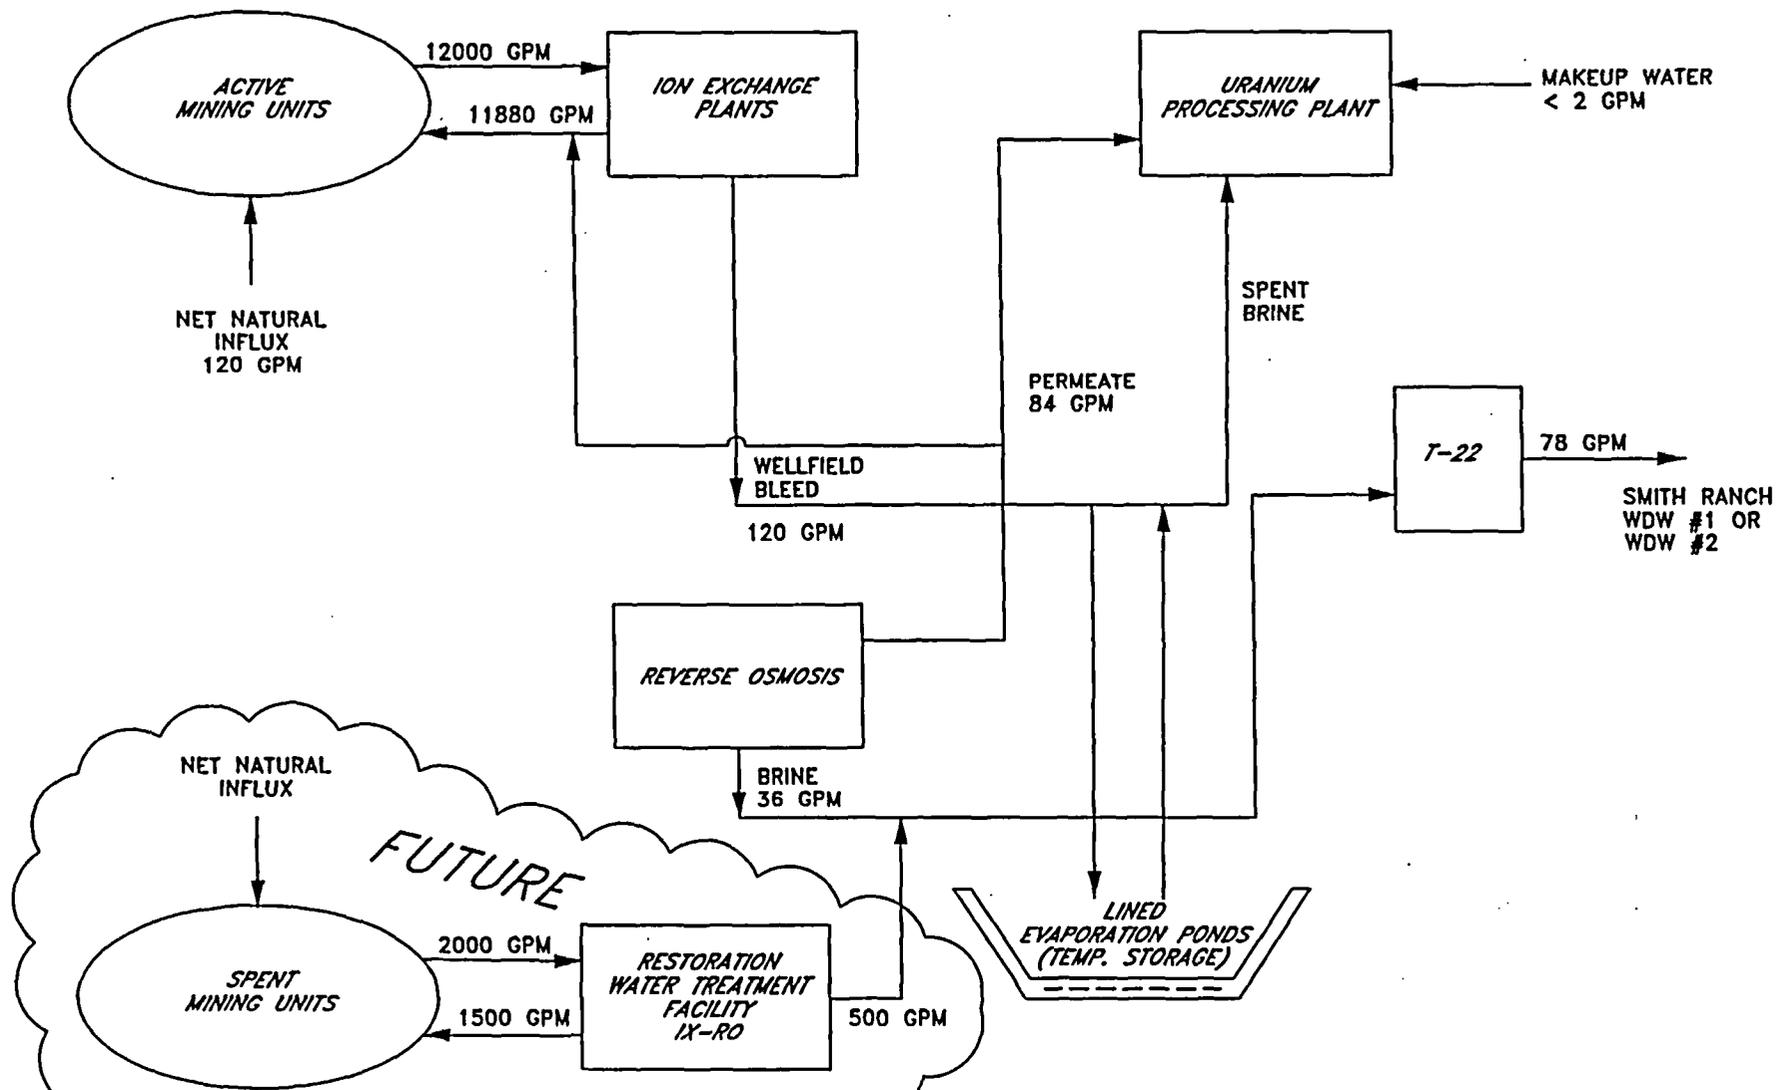 ACTIVE
MINING UNITS
12000 GPM
11880 GPM
ION EXCHANGE
PLANTS
URANIUM
PROCESSING PLANT
MAKEUP WATER
< 2 GPM
NET NATURAL
INFLUX
120 GPM
SPENT
BRINE
PERMEATE
84 GPM
WELLFIELD
BLEED
120 GPM
T-22
78 GPM
SMITH RANCH
WDW #1 OR
WDW #2
REVERSE OSMOSIS
BRINE
36 GPM
NET NATURAL
INFLUX
FUTURE
SPENT
MINING UNITS
2000 GPM
1500 GPM
RESTORATION
WATER TREATMENT
FACILITY
IX-RO
500 GPM
LINED
EVAPORATION PONDS
(TEMP. STORAGE)